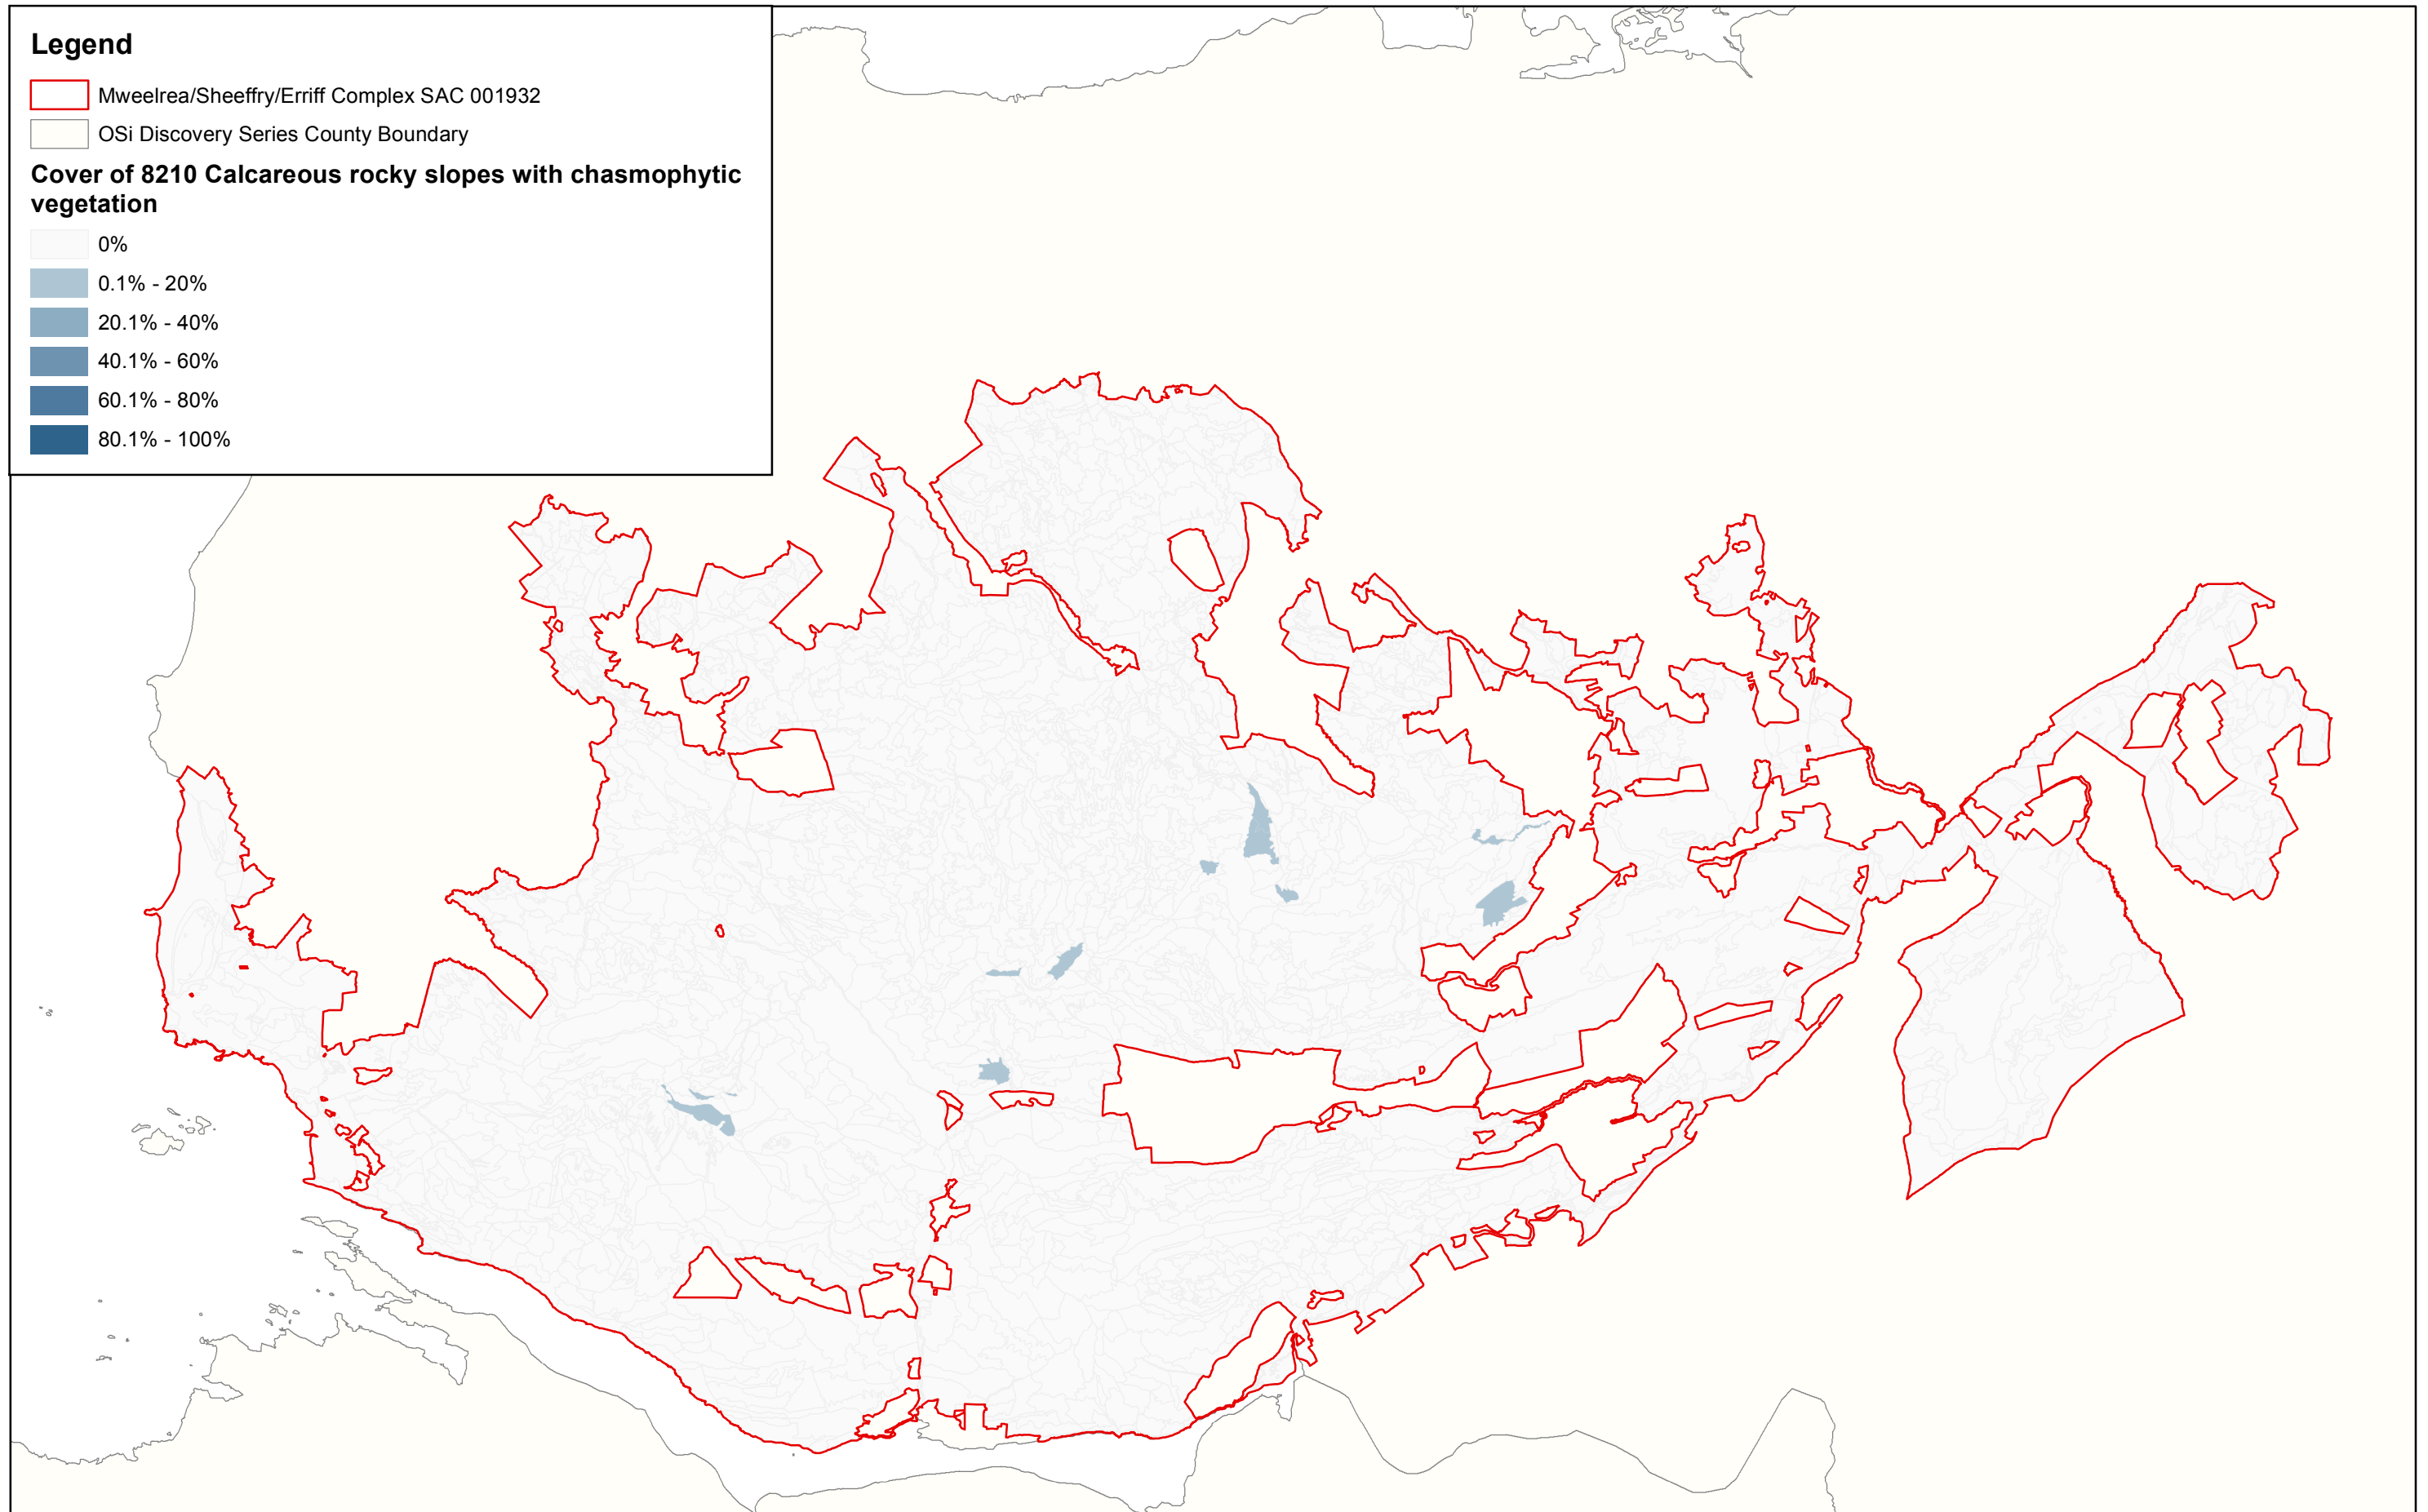 Legend
Mweelrea/Sheeffry/Erriff Complex SAC 001932
OSi Discovery Series County Boundary
Cover of 8210 Calcareous rocky slopes with chasmophytic
vegetation
0%
0.1% - 20%
20.1% - 40%
40.1% - 60%
60.1% - 80%
80.1% - 100%